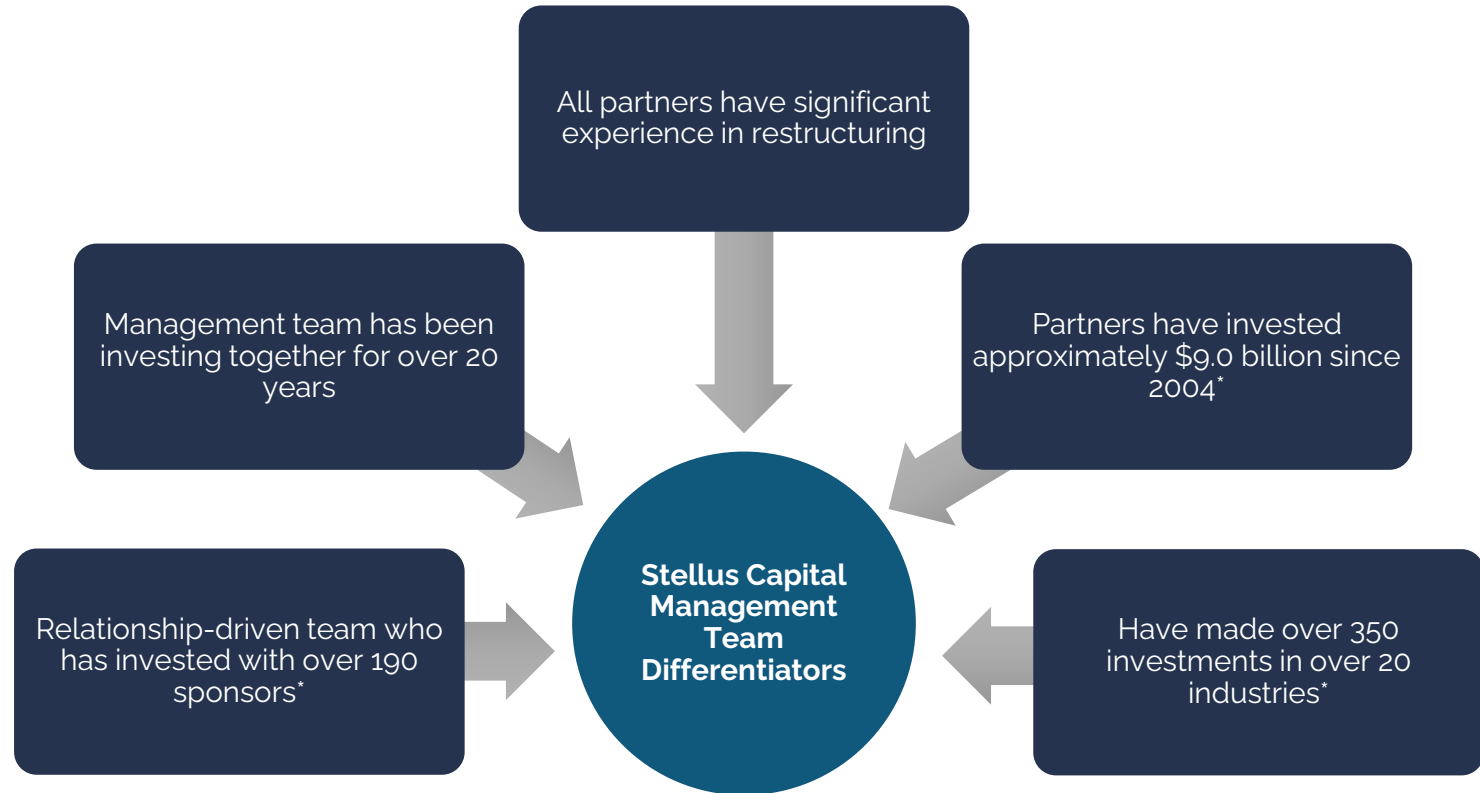 All partners have significant
experience in restructuring
Management team has been
investing together for over 20
years
Partners have invested
approximately $9.0 billion since
2004*
Relationship-driven team who
has invested with over 190
sponsors*
Stellus Capital
Management
Team
Differentiators
Have made over 350
investments in over 20
industries*